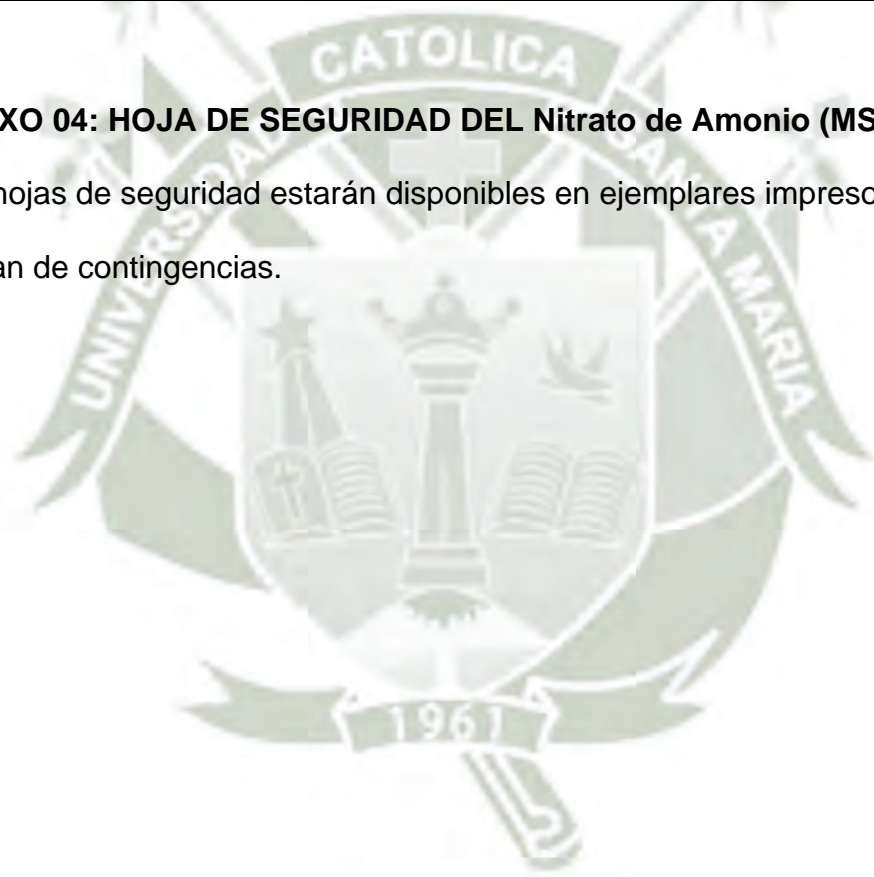 CATOLICA
UNIVERSIDAD
SANTA MARIA
XO 04: HOJA DE SEGURIDAD DEL Nitrato de Amonio (MS
hojas de seguridad estarán disponibles en ejemplares impreso
an de contingencias.
1961